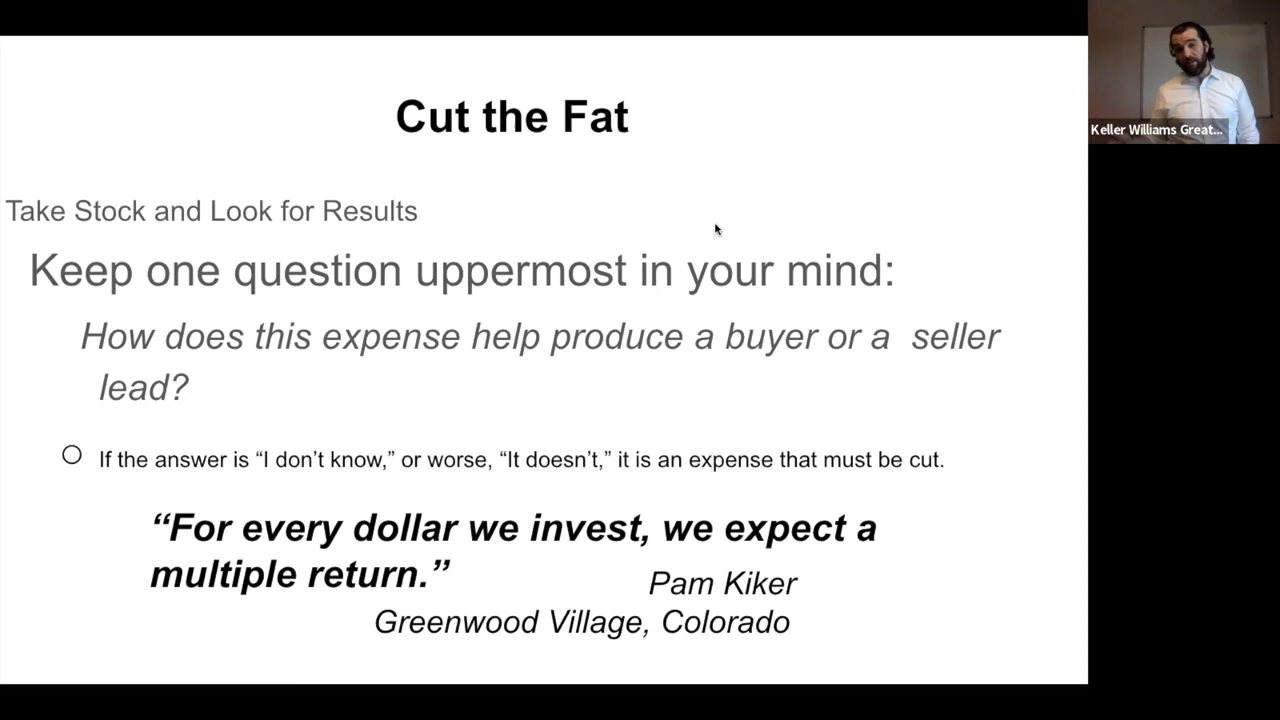 Cut the Fat
Keller Williams Great...
Take Stock and Look for Results
Keep one question uppermost in your mind:
How does this expense help produce a buyer or a  seller
lead?
If the answer is “I don’t know,” or worse, “It doesn’t,” it is an expense that must be cut.
“For every dollar we invest, we expect a
multiple return.”
Pam Kiker
Greenwood Village, Colorado